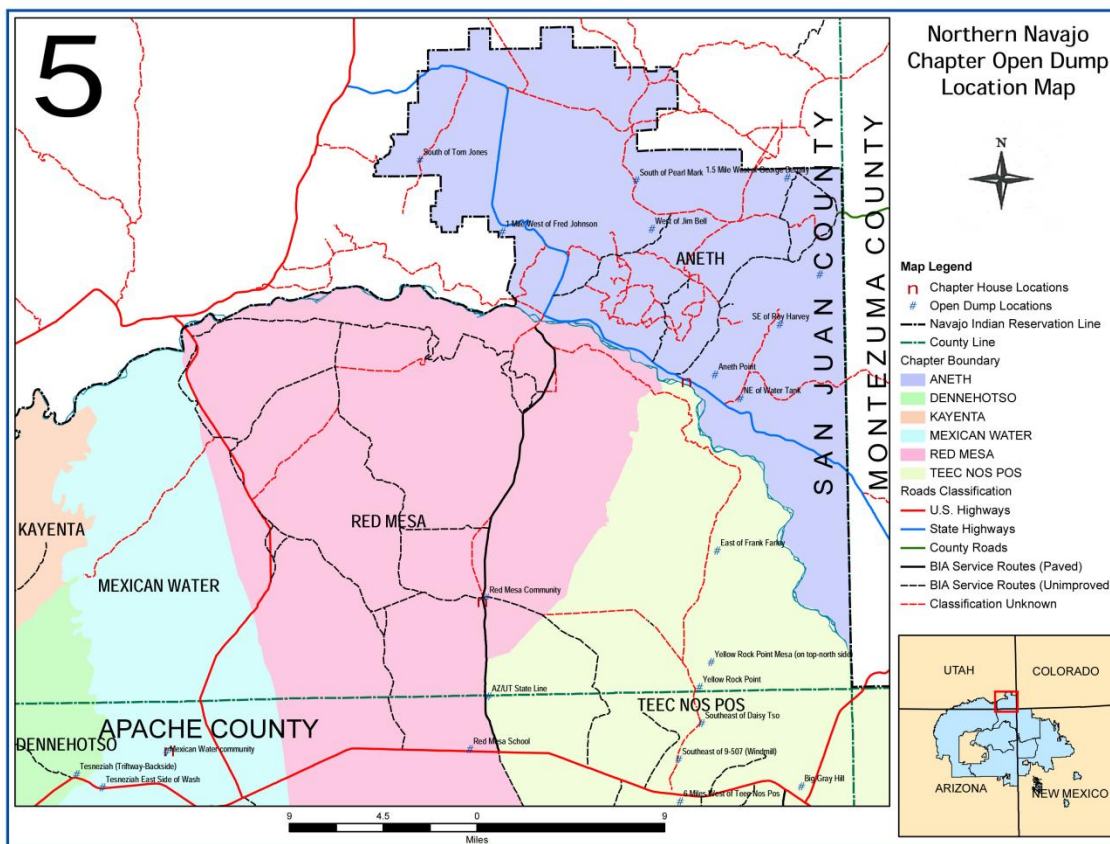 5
Northern Navajo
Chapter Open Dump
Location Map
N
Map Legend
Chapter House Locations
# Open Dump Locations
Navajo Indian Reservation Line
County Line
Chapter Boundary
ANETH
DENNEHOTSO
KAYENTA
MEXICAN WATER
RED MESA
TEEC NOS POS
Roads Classification
U.S. Highways
State Highways
County Roads
BIA Service Routes (Paved)
BIA Service Routes (Unimproved)
Classification Unknown
South of Tom Jones
South of Pearl Mark
1.5 Mile West of George
1 Mile West of Fred Johnson
West of Jim Bell
ANETH
SAN JUAN COUNTY
MONTEZUMA COUNTY
SE of Roy Harvey
Aneth Point
NE of Water Tank
KAYENTA
RED MESA
MEXICAN WATER
East of Frank
Red Mesa Community
Yellow Rock Point Mesa (on top-north side)
Yellow Rock Point
AZ/UT State Line
TEEC NOS POS
Southeast of Daisy Tso
APACHE COUNTY
DENNEHOTSO
Mexican Water community
Red Mesa School
Southeast of 9-507 (Windmill)
Tesneziah (Triftway-Backside)
Tesneziah East Side of Wash
Big Gray Hill
6 Miles West of Teec Nos Pos
9 4.5 0 9
Miles
UTAH
COLORADO
ARIZONA
NEW MEXICO